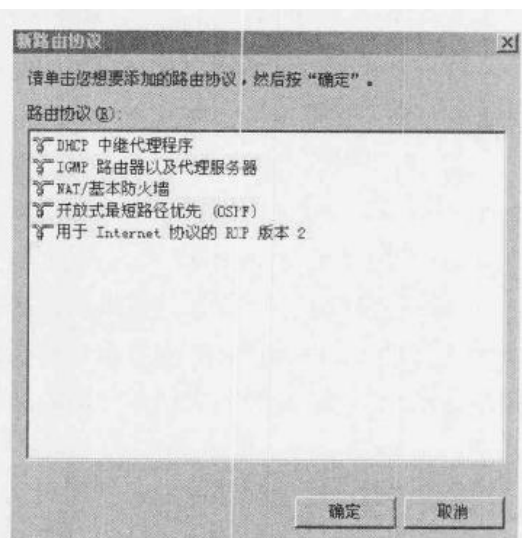 新路由协议
请单击您想要添加的路由协议，然后按“确定”。
路由协议(R):
DHCP 中继代理程序
IGMP 路由器以及代理服务器
NAT/基本防火墙
开放式最短路径优先 (OSPF)
用于 Internet 协议的 RIP 版本 2
确定
取消